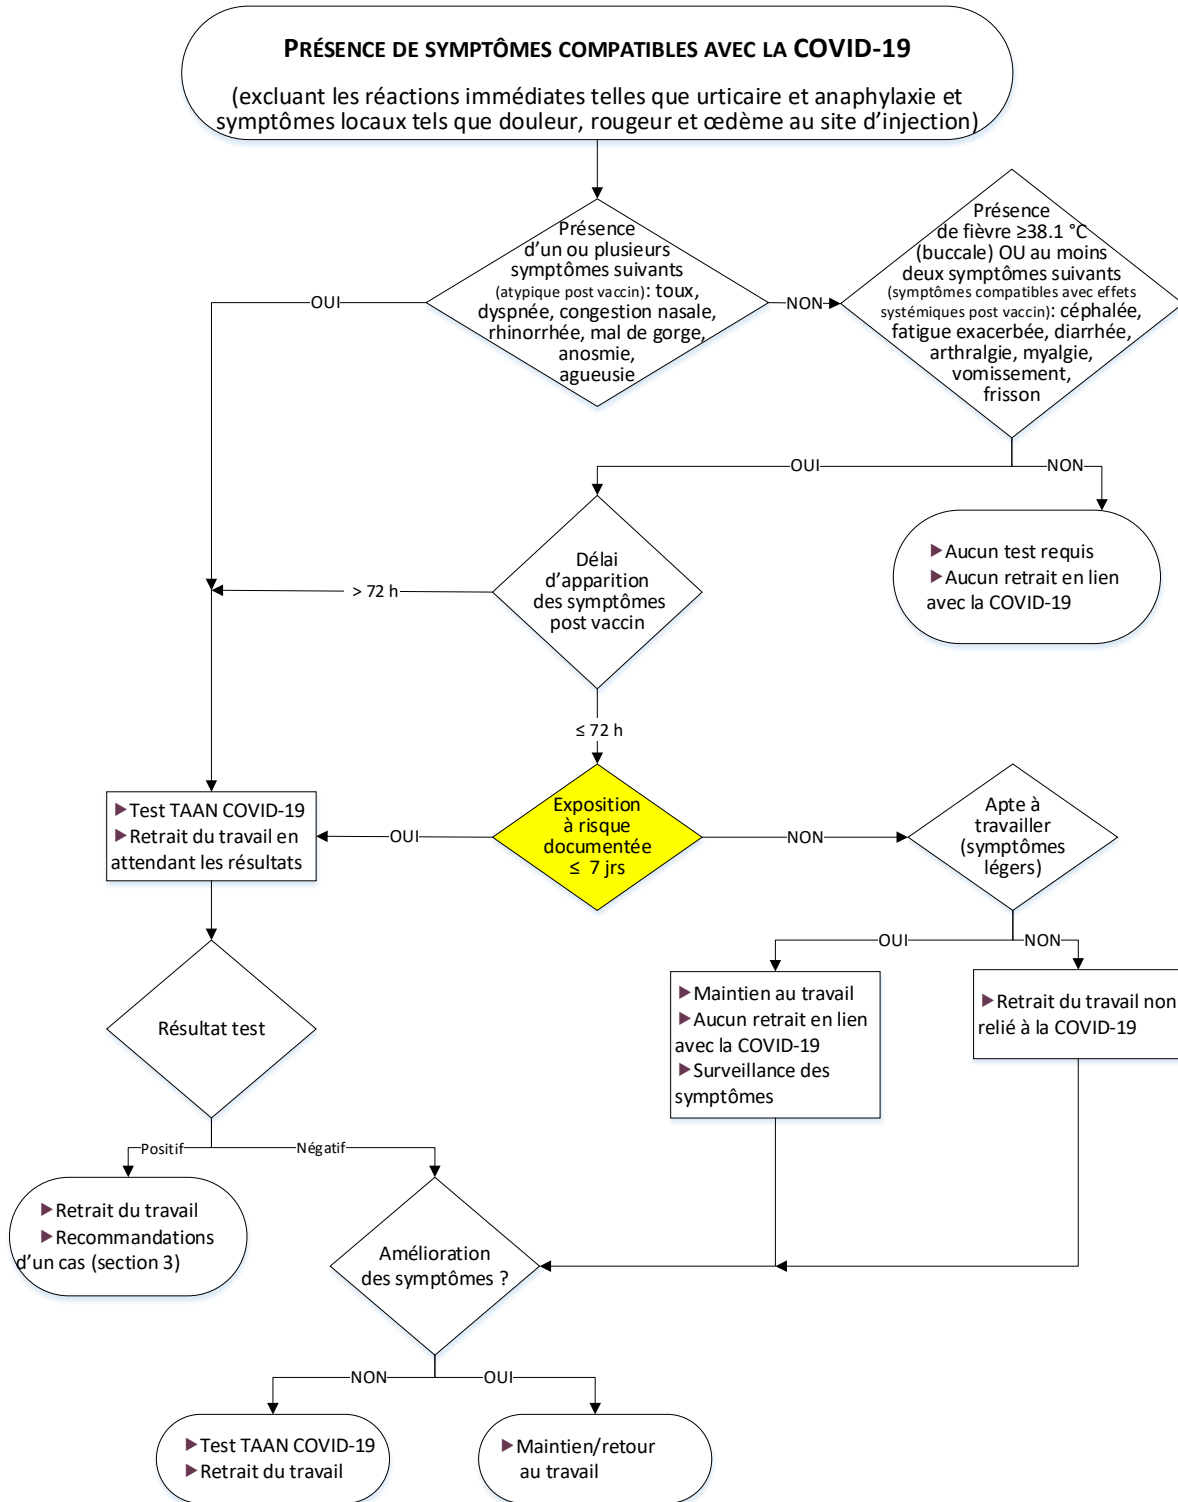 PRÉSENCE DE SYMPTÔMES COMPATIBLES AVEC LA COVID-19
(excluant les réactions immédiates telles que urticaire et anaphylaxie et
symptômes locaux tels que douleur, rougeur et œdème au site d'injection)
Présence
d'un ou plusieurs
symptômes suivants
(atypique post vaccin): toux,
dyspnée, congestion nasale,
rhinorrhée, mal de gorge,
anosmie,
agueusie
Présence
de fièvre ≥38.1 °C
(buccale) OU au moins
deux symptômes suivants
(symptômes compatibles avec effets
systémiques post vaccin): céphalée,
fatigue exacerbée, diarrhée,
arthralgie, myalgie,
vomissement,
frisson
OUI
NON
OUI
NON
Délai
d'apparition
des symptômes
post vaccin
▶Aucun test requis
▶Aucun retrait en lien
avec la COVID-19
> 72 h
≤ 72 h
▶Test TAAN COVID-19
▶Retrait du travail en
attendant les résultats
OUI
Exposition
à risque
documentée
≤ 7 jrs
NON
Apte à
travailler
(symptômes
légers)
OUI
NON
▶Maintien au travail
▶Aucun retrait en lien
avec la COVID-19
▶Surveillance des
symptômes
▶Retrait du travail non
relié à la COVID-19
Résultat test
Positif
Négatif
▶Retrait du travail
▶Recommandations
d'un cas (section 3)
Amélioration
des symptômes ?
NON
OUI
▶Test TAAN COVID-19
▶Retrait du travail
▶Maintien/retour
au travail